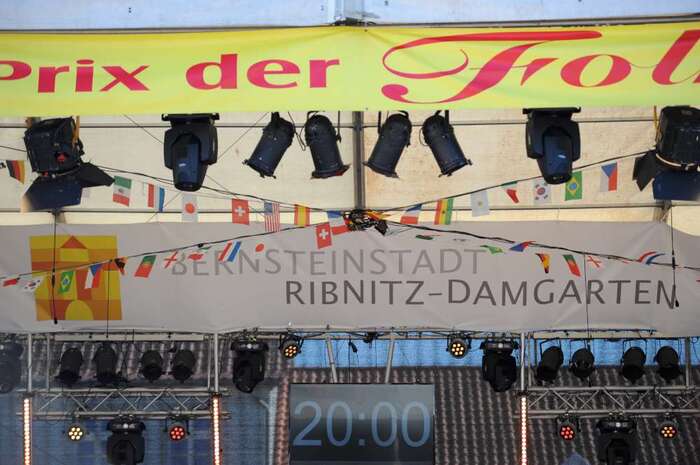 Prix der Fol
BERNSTEINSTADT
RIBNITZ-DAMGARTEN
20:00